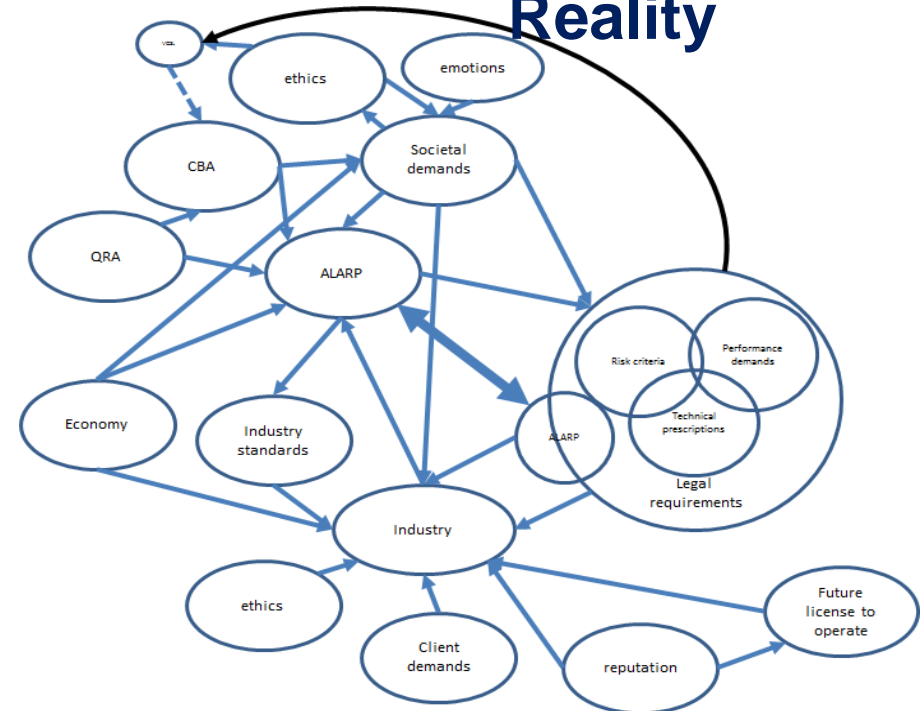 Reality
ethics
emotions
CBA
Societal
demands
QRA
ALARP
Risk criteria
Performance
demands
Economy
Industry
standards
ALARP
Technical
prescriptions
Legal
requirements
Industry
ethics
Client
demands
reputation
Future
license to
operate